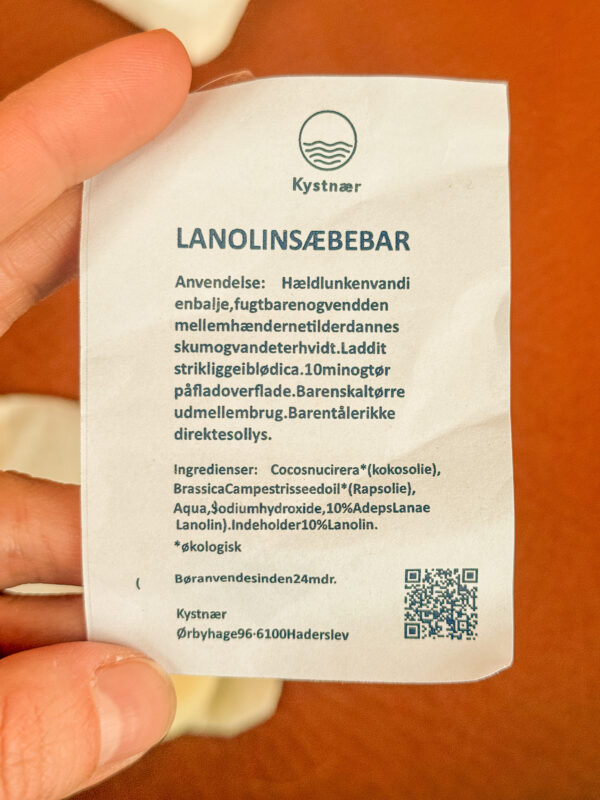 Kystnær
LANOLINSÆBEBAR
Anvendelse: Hældlunkenvandi
enbalje,fugtbarenogvendden
mellemhændernetilderdannes
skumogvandeterhvidt.Laddit
strikliggeiblødica.10minogtør
påfladoverflade.Barenskaltørre
udmellembrug.Barentålerikke
direktesollys.
Ingredienser: Cocosnucirera*(kokosolie),
BrassicaCampestrisseedoil*(Rapsolie),
Aqua,Sodiumhydroxide,10%AdepsLanae
Lanolin).Indeholder10%Lanolin.
*økologisk
( Børanvendesinden24mdr.
Kystnær
Ørbyhage96·6100Haderslev